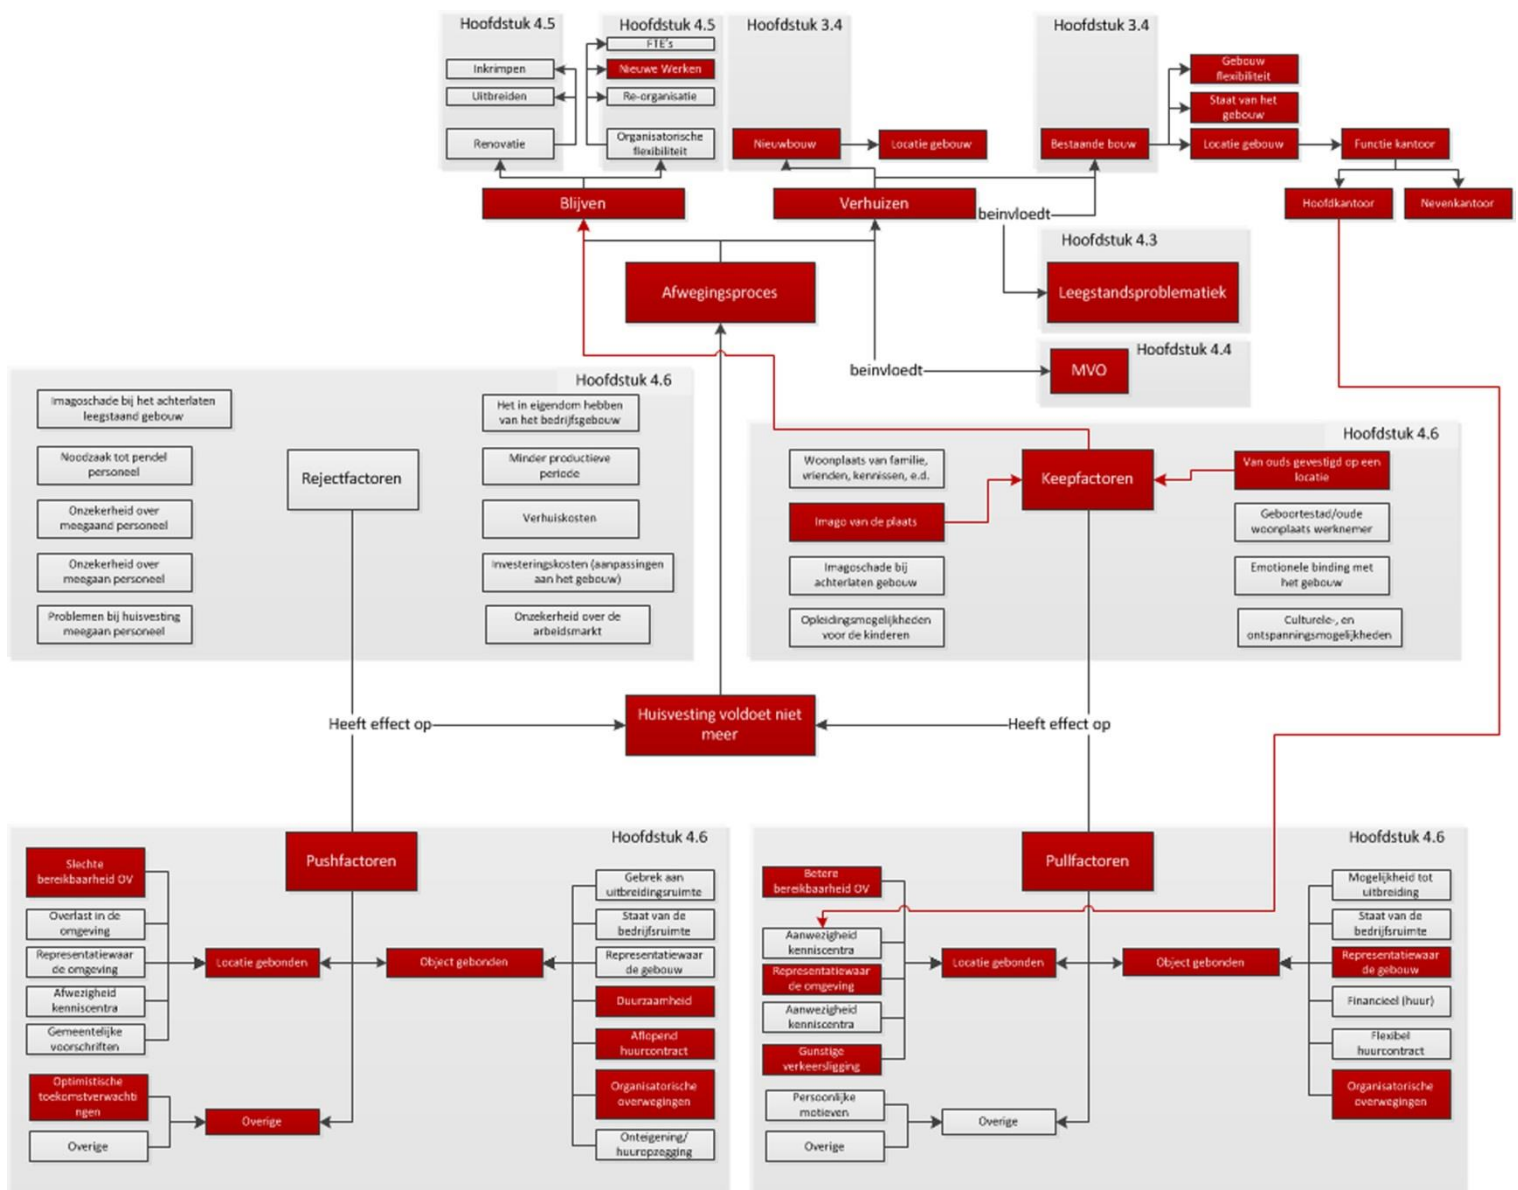 Hoofdstuk 4.5
Hoofdstuk 4.5
Hoofdstuk 3.4
Hoofdstuk 3.4
FTE's
Inkrimpen
Nieuwe Werken
Uitbreiden
Re-organisatie
Renovatie
Organisatorische
flexibiliteit
Nieuwbouw
Locatie gebouw
Bestaande bouw
Gebouw
flexibiliteit
Staat van het
gebouw
Locatie gebouw
Functie kantoor
Hoofdkantoor
Nevenkantoor
Blijven
Verhuizen
beinvloedt
Hoofdstuk 4.3
Leegstandsproblematiek
Afwegingsproces
Hoofdstuk 4.4
MVO
beinvloedt
Hoofdstuk 4.6
Imagoschade bij het achterlaten
leegstaand gebouw
Noodzaak tot pendel
personeel
Onzekerheid over
meegaand personeel
Onzekerheid over
meegaan personeel
Problemen bij huisvesting
meegaan personeel
Rejectfactoren
Het in eigendom hebben
van het bedrijfsgebouw
Minder productieve
periode
Verhuiskosten
Investeringskosten (aanpassingen
aan het gebouw)
Onzekerheid over de
arbeidsmarkt
Hoofdstuk 4.6
Woonplaats van familie,
vrienden, kennissen, e.d.
Imago van de plaats
Imagoschade bij
achterlaten gebouw
Opleidingsmogelijkheden
voor de kinderen
Keepfactoren
Van ouds gevestigd op een
locatie
Geboortestad/oude
woonplaats werknemer
Emotionele binding met
het gebouw
Culturele-, en
ontspanningsmogelijkheden
Heeft effect op
Huisvesting voldoet niet
meer
Heeft effect op
Hoofdstuk 4.6
Pushfactoren
Slechte
bereikbaarheid OV
Overlast in de
omgeving
Representatiewaar
de omgeving
Afwezigheid
kenniscentra
Gemeentelijke
voorschriften
Optimistische
toekomstverwachti
ngen
Overige
Locatie gebonden
Object gebonden
Overige
Gebrek aan
uitbreidingsruimte
Staat van de
bedrijfsruimte
Representatiewaar
de gebouw
Duurzaamheid
Aflopend
huurcontract
Organisatorische
overwegingen
Onteigening/
huuropzegging
Hoofdstuk 4.6
Pullfactoren
Betere
bereikbaarheid OV
Aanwezigheid
kenniscentra
Representatiewaar
de omgeving
Aanwezigheid
kenniscentra
Gunstige
verkeersligging
Persoonlijke
motieven
Overige
Locatie gebonden
Object gebonden
Overige
Mogelijkheid tot
uitbreiding
Staat van de
bedrijfsruimte
Representatiewaar
de gebouw
Financieel (huur)
Flexibel
huurcontract
Organisatorische
overwegingen